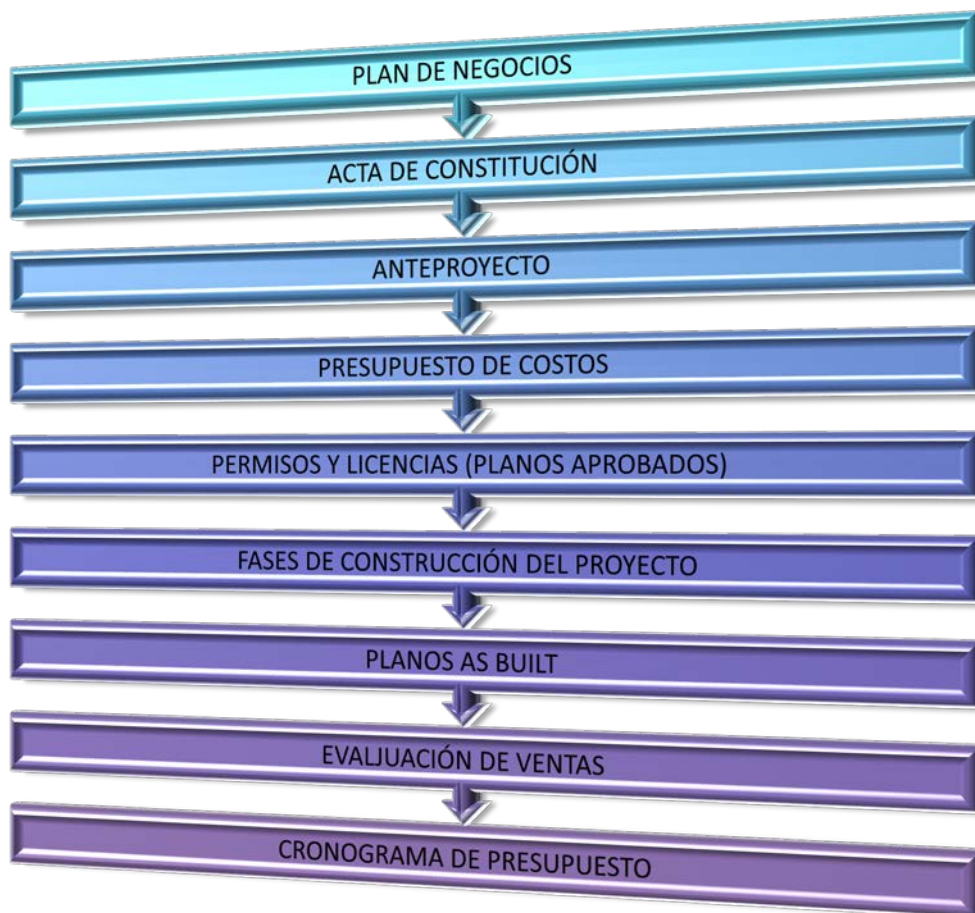 PLAN DE NEGOCIOS
ACTA DE CONSTITUCIÓN
ANTEPROYECTO
PRESUPUESTO DE COSTOS
PERMISOS Y LICENCIAS (PLANOS APROBADOS)
FASES DE CONSTRUCCIÓN DEL PROYECTO
PLANOS AS BUILT
EVALJUACIÓN DE VENTAS
CRONOGRAMA DE PRESUPUESTO